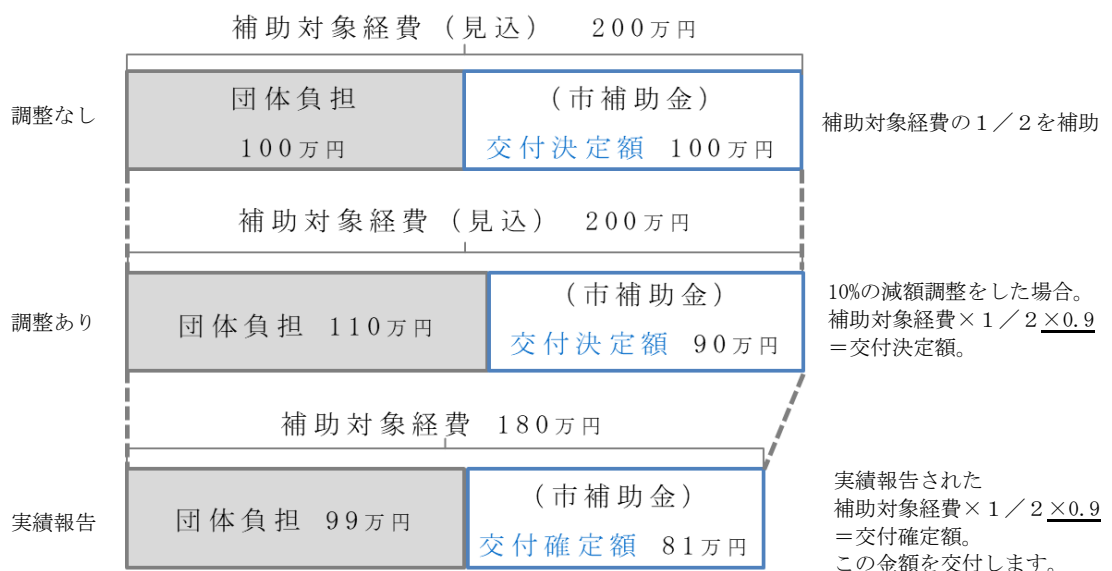 補助対象経費（見込） 200万円
調整なし
団体負担
100万円
（市補助金）
交付決定額 100万円
補助対象経費の１／２を補助
補助対象経費（見込） 200万円
調整あり
団体負担 110万円
（市補助金）
交付決定額 90万円
10%の減額調整をした場合。
補助対象経費×１／２×0.9
＝交付決定額。
補助対象経費 180万円
実績報告
団体負担 99万円
（市補助金）
交付確定額 81万円
実績報告された
補助対象経費×１／２×0.9
＝交付確定額。
この金額を交付します。